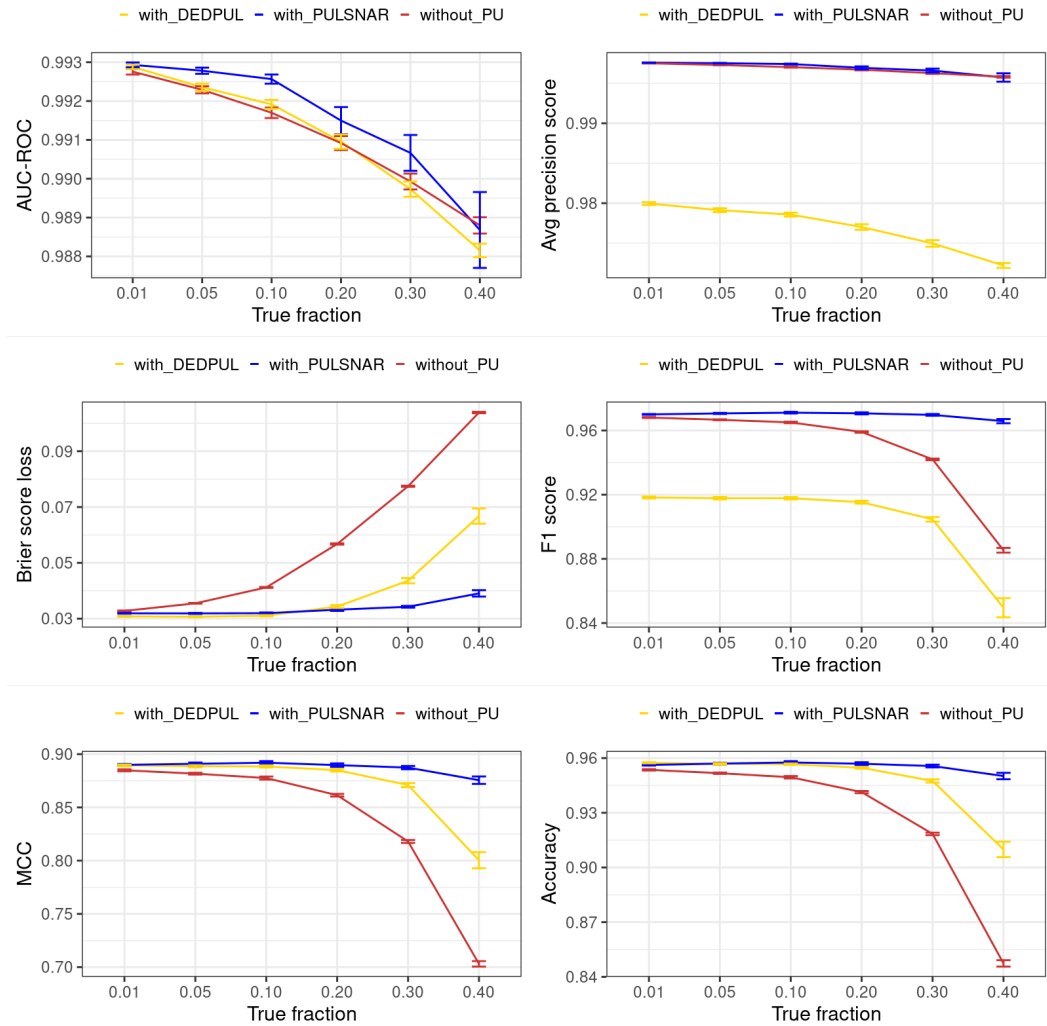 with_DEDPUL with_PULSNAR without_PU
AUC-ROC
0.993
0.992
0.991
0.990
0.989
0.988
0.01 0.05 0.10 0.20 0.30 0.40
True fraction
with_DEDPUL with_PULSNAR without_PU
Avg precision score
0.99
0.98
0.01 0.05 0.10 0.20 0.30 0.40
True fraction
with_DEDPUL with_PULSNAR without_PU
Brier score loss
0.09
0.07
0.05
0.03
0.01 0.05 0.10 0.20 0.30 0.40
True fraction
with_DEDPUL with_PULSNAR without_PU
F1 score
0.96
0.92
0.88
0.84
0.01 0.05 0.10 0.20 0.30 0.40
True fraction
with_DEDPUL with_PULSNAR without_PU
MCC
0.90
0.85
0.80
0.75
0.70
0.01 0.05 0.10 0.20 0.30 0.40
True fraction
with_DEDPUL with_PULSNAR without_PU
Accuracy
0.96
0.93
0.90
0.87
0.84
0.01 0.05 0.10 0.20 0.30 0.40
True fraction